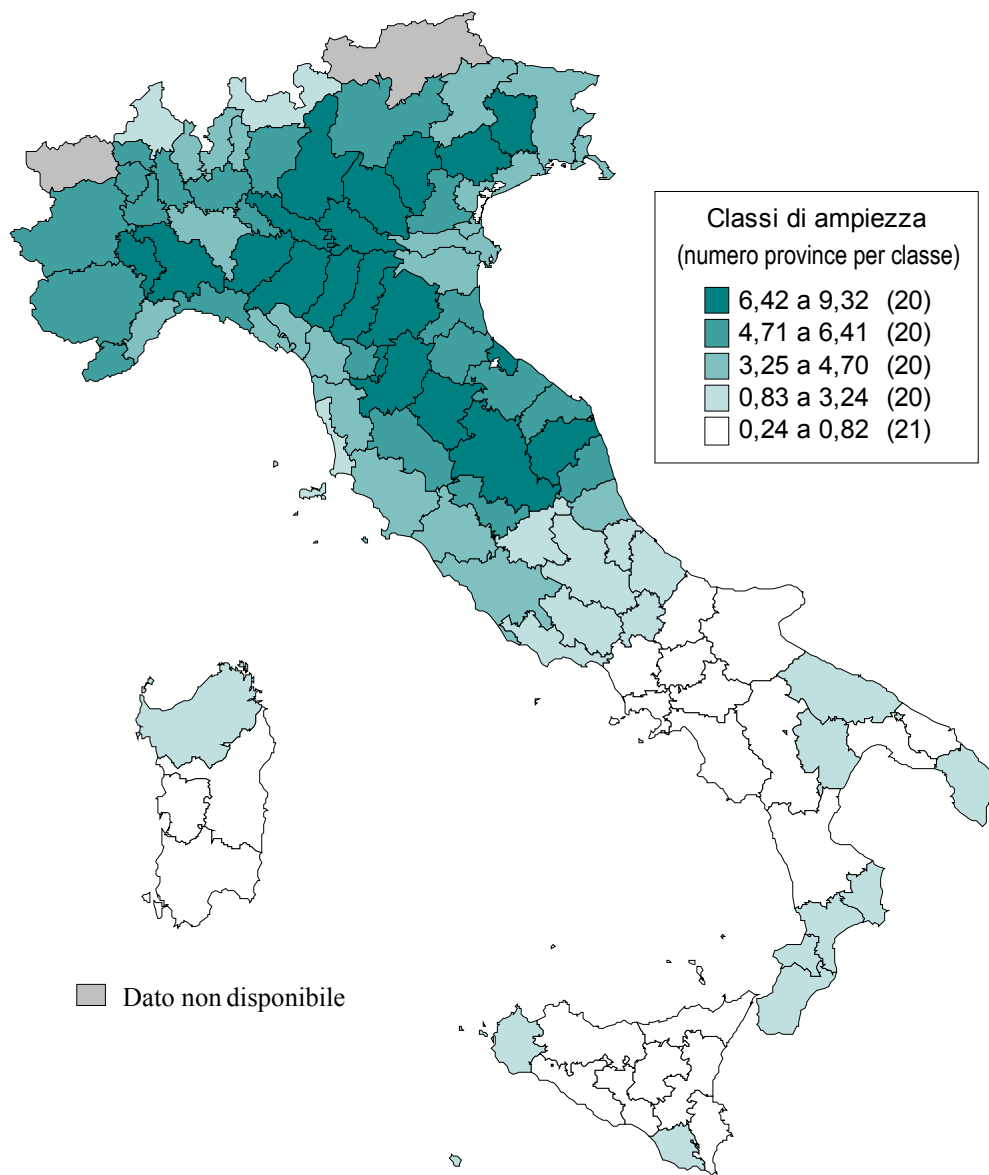 Classi di ampiezza
(numero province per classe)
6,42 a 9,32 (20)
4,71 a 6,41 (20)
3,25 a 4,70 (20)
0,83 a 3,24 (20)
0,24 a 0,82 (21)
Dato non disponibile